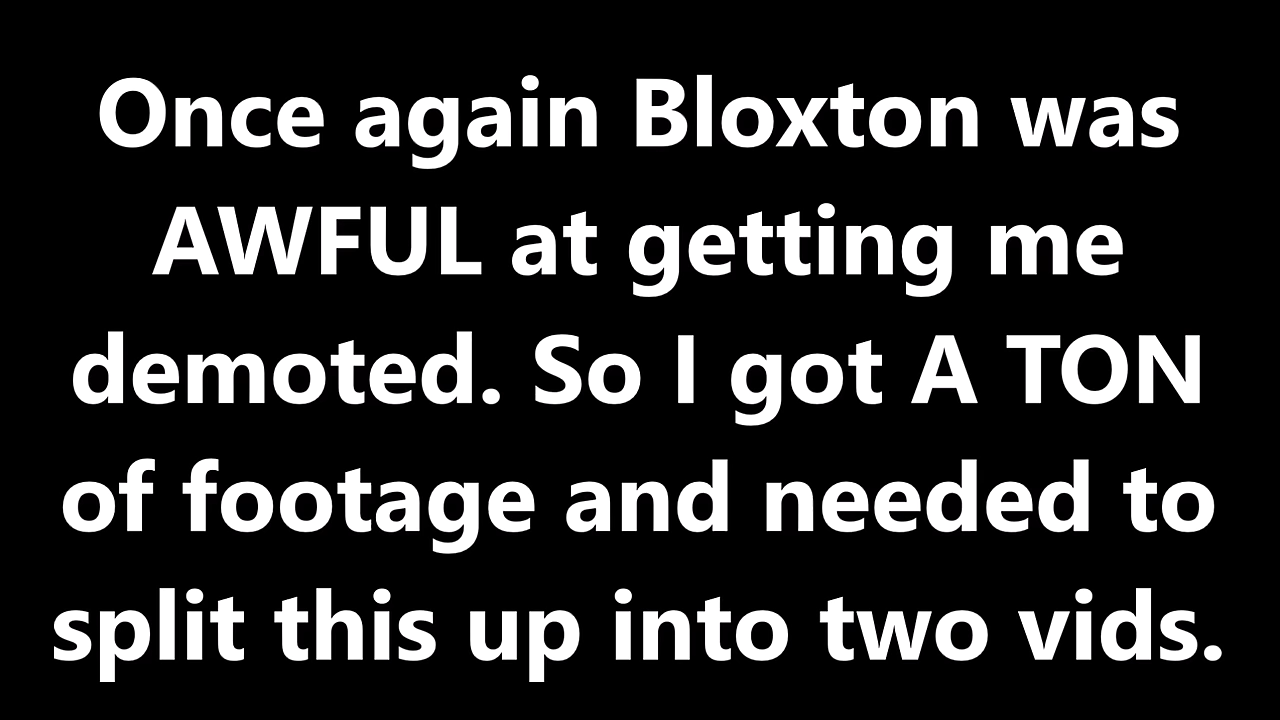 Once again Bloxton was
AWFUL at getting me
demoted. So I got A TON
of footage and needed to
split this up into two vids.